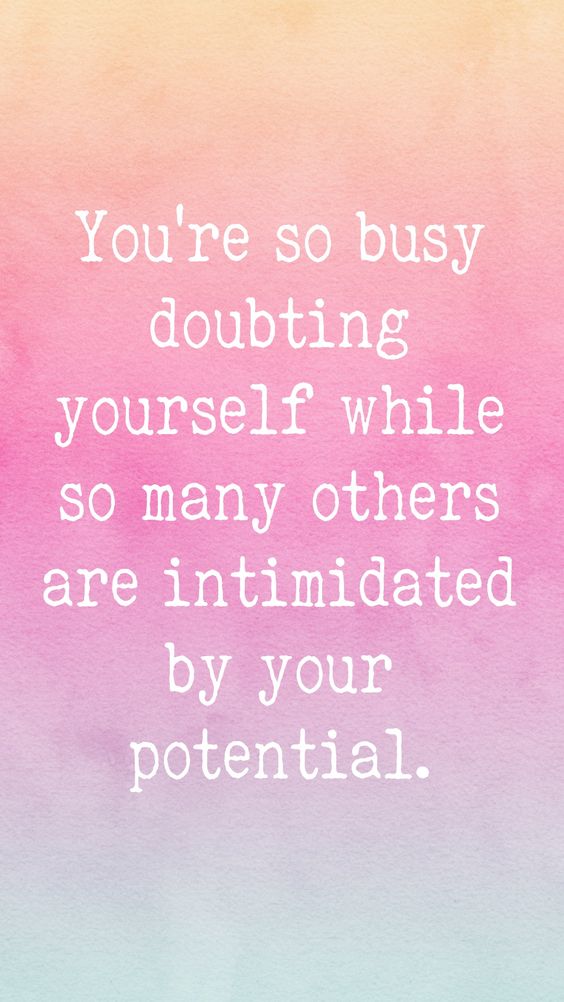 You're so busy
doubting
yourself while
so many others
are intimidated
by your
potential.